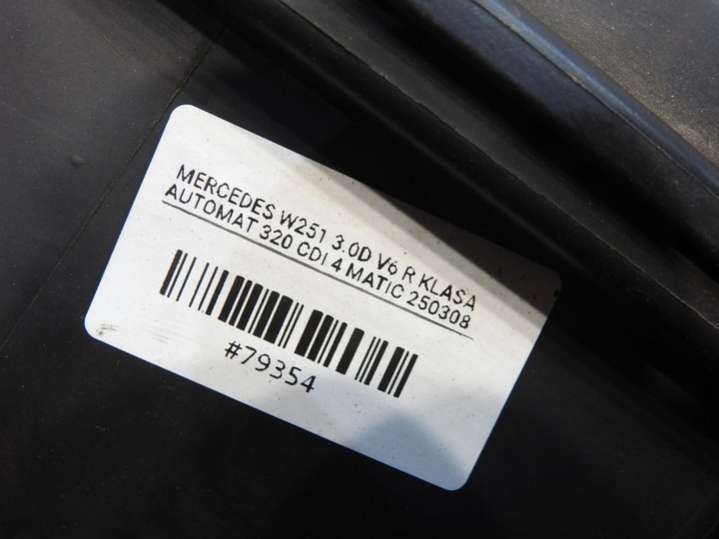 MERCEDES W251 3.0D V6 R KLASA
AUTOMAT 320 CDI 4 MATIC 250308
#79354